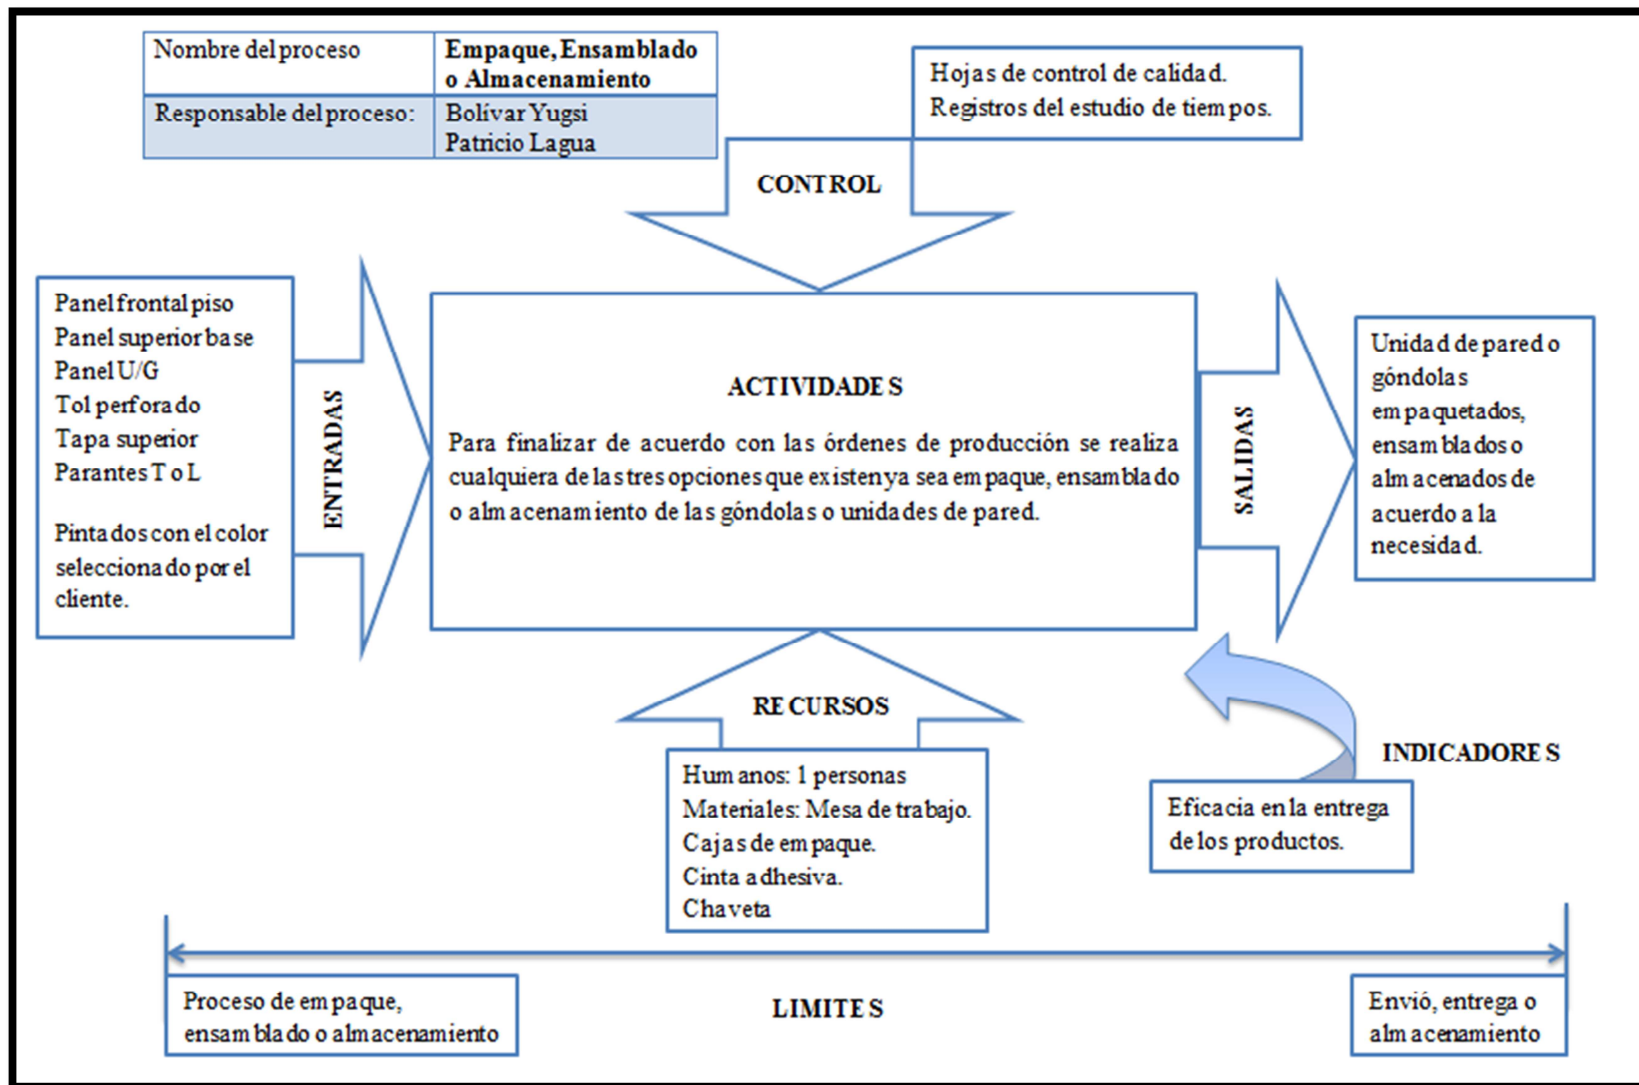 Nombre del proceso
Empaque, Ensamblado
o Almacenamiento
Responsable del proceso:
Bolívar Yugsi
Patricio Lagua
Hojas de control de calidad.
Registros del estudio de tiempos.
CONTROL
Panel frontal piso
Panel superior base
Panel U/G
Tol perforado
Tapa superior
Parantes T o L
Pintados con el color
seleccionado por el
cliente.
ENTRADAS
ACTIVIDADES
Para finalizar de acuerdo con las órdenes de producción se realiza
cualquiera de las tres opciones que existen ya sea empaque, ensamblado
o almacenamiento de las góndolas o unidades de pared.
SALIDAS
Unidad de pared o
góndolas
empaquetados,
ensamblados o
almacenados de
acuerdo a la
necesidad.
RECURSOS
Humanos: 1 personas
Materiales: Mesa de trabajo.
Cajas de empaque.
Cinta adhesiva.
Chaveta
INDICADORES
Eficacia en la entrega
de los productos.
Proceso de empaque,
ensamblado o almacenamiento
LIMITES
Envió, entrega o
almacenamiento